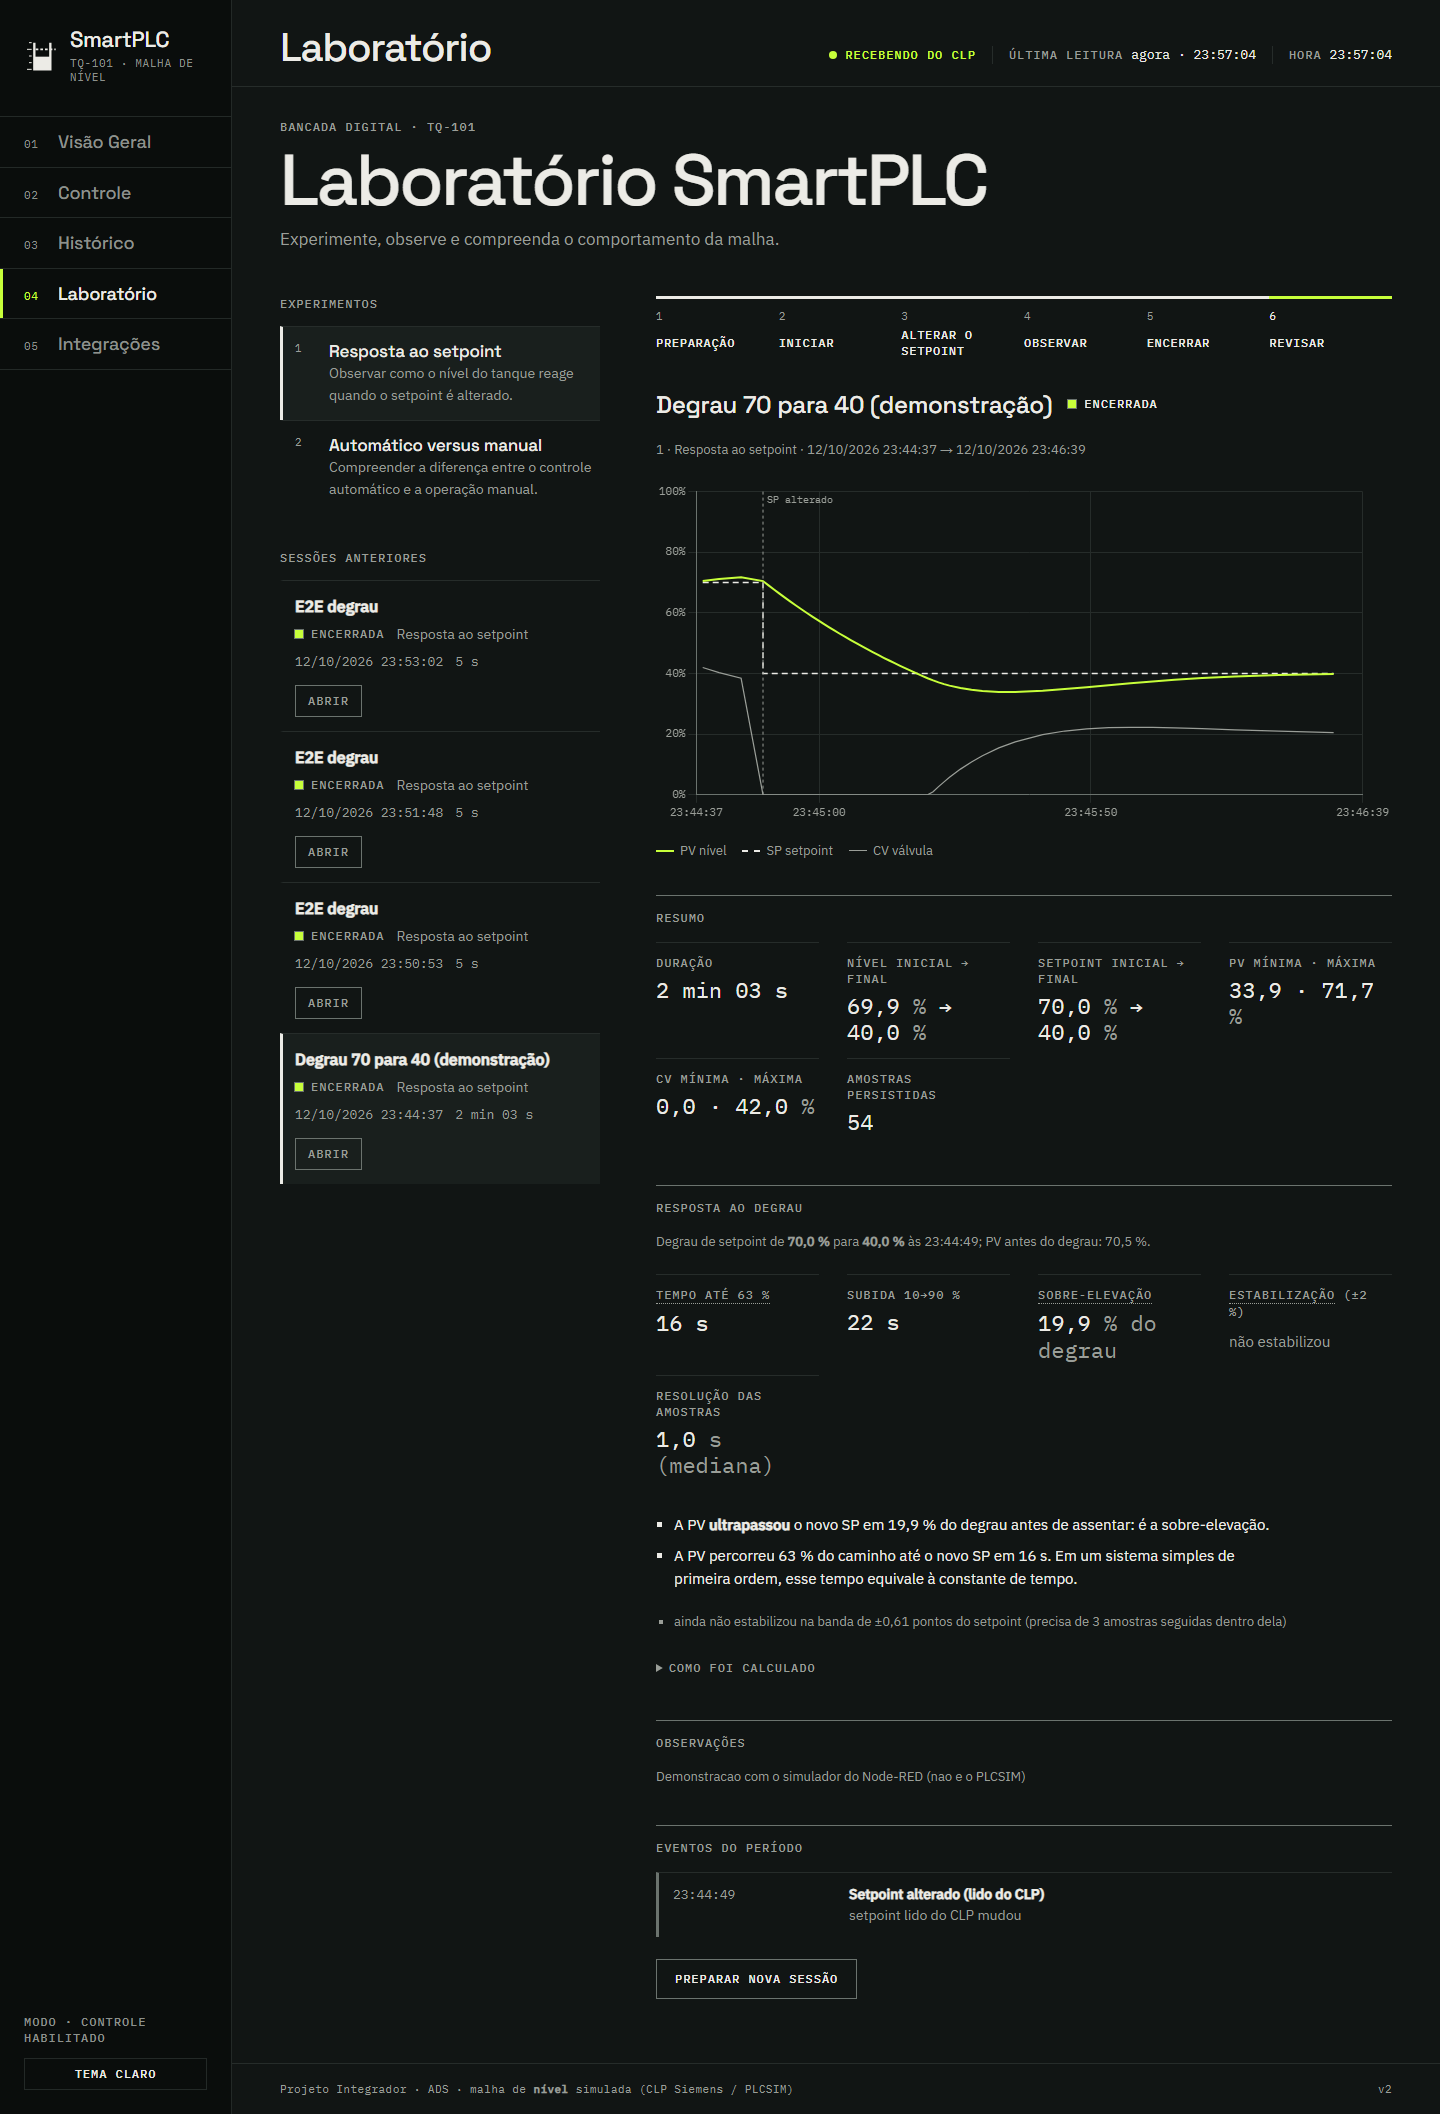 SmartPLC
TQ-101 · MALHA DE
NÍVEL
01 Visão Geral
02 Controle
03 Histórico
04 Laboratório
05 Integrações
MODO · CONTROLE
HABILITADO
TEMA CLARO
Laboratório
RECEBENDO DO CLP
ÚLTIMA LEITURA agora · 23:57:04
HORA 23:57:04
BANCADA DIGITAL · TQ-101
Laboratório SmartPLC
Experimente, observe e compreenda o comportamento da malha.
EXPERIMENTOS
1 Resposta ao setpoint
Observar como o nível do tanque reage
quando o setpoint é alterado.
2 Automático versus manual
Compreender a diferença entre o controle
automático e a operação manual.
SESSÕES ANTERIORES
E2E degrau
ENCERRADA Resposta ao setpoint
12/10/2026 23:53:02 5 s
ABRIR
E2E degrau
ENCERRADA Resposta ao setpoint
12/10/2026 23:51:48 5 s
ABRIR
E2E degrau
ENCERRADA Resposta ao setpoint
12/10/2026 23:50:53 5 s
ABRIR
Degrau 70 para 40 (demonstração)
ENCERRADA Resposta ao setpoint
12/10/2026 23:44:37 2 min 03 s
ABRIR
1
PREPARAÇÃO
2
INICIAR
3
ALTERAR O
SETPOINT
4
OBSERVAR
5
ENCERRAR
6
REVISAR
Degrau 70 para 40 (demonstração) ENCERRADA
1 · Resposta ao setpoint · 12/10/2026 23:44:37 → 12/10/2026 23:46:39
100%
SP alterado
80%
60%
40%
20%
0%
23:44:37 23:45:00 23:45:50 23:46:39
PV nível SP setpoint CV válvula
RESUMO
DURAÇÃO
2 min 03 s
NÍVEL INICIAL →
FINAL
69,9 % →
40,0 %
SETPOINT INICIAL →
FINAL
70,0 % →
40,0 %
PV MÍNIMA · MÁXIMA
33,9 · 71,7
%
CV MÍNIMA · MÁXIMA
0,0 · 42,0 %
AMOSTRAS
PERSISTIDAS
54
RESPOSTA AO DEGRAU
Degrau de setpoint de 70,0 % para 40,0 % às 23:44:49; PV antes do degrau: 70,5 %.
TEMPO ATÉ 63 %
16 s
SUBIDA 10→90 %
22 s
SOBRE-ELEVAÇÃO
19,9 % do
degrau
ESTABILIZAÇÃO (±2
%)
não estabilizou
RESOLUÇÃO DAS
AMOSTRAS
1,0 s
(mediana)
A PV ultrapassou o novo SP em 19,9 % do degrau antes de assentar: é a sobre-elevação.
A PV percorreu 63 % do caminho até o novo SP em 16 s. Em um sistema simples de
primeira ordem, esse tempo equivale à constante de tempo.
ainda não estabilizou na banda de ±0,61 pontos do setpoint (precisa de 3 amostras seguidas dentro dela)
COMO FOI CALCULADO
OBSERVAÇÕES
Demonstracao com o simulador do Node-RED (nao e o PLCSIM)
EVENTOS DO PERÍODO
23:44:49 Setpoint alterado (lido do CLP)
setpoint lido do CLP mudou
PREPARAR NOVA SESSÃO
Projeto Integrador · ADS · malha de nível simulada (CLP Siemens / PLCSIM)
v2